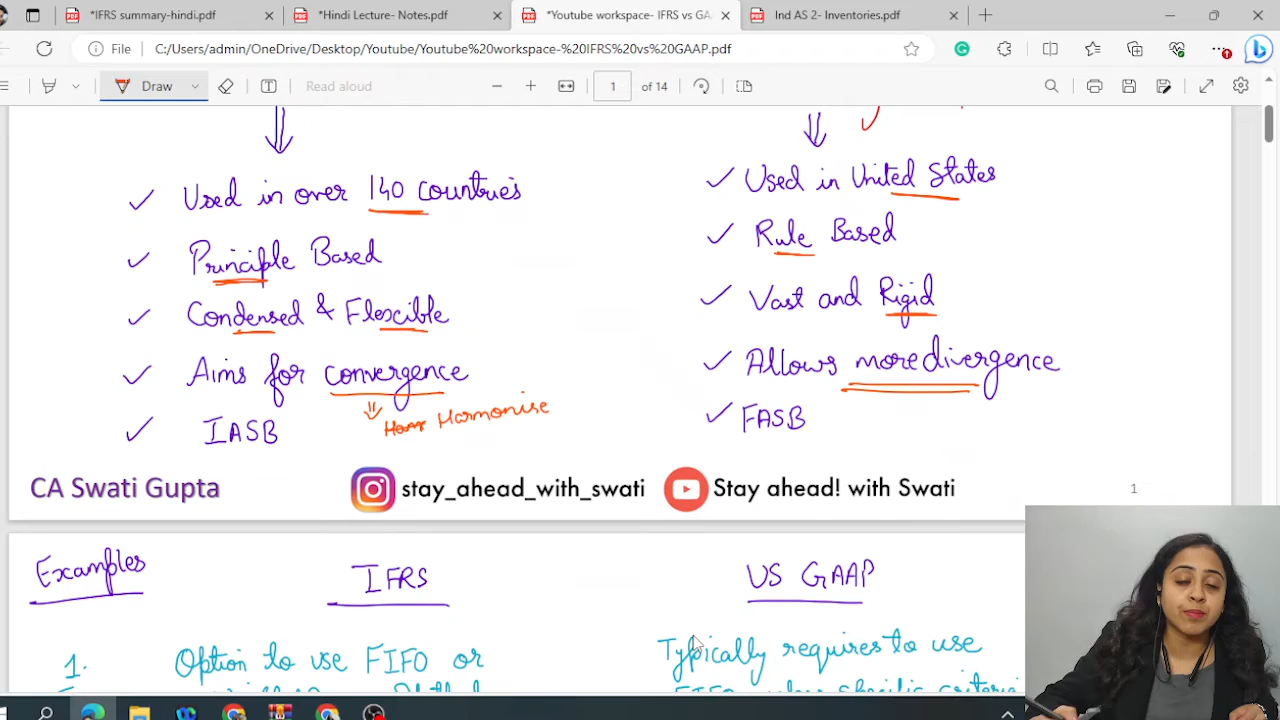 *IFRS summary-hindi.pdf
*Hindi Lecture- Notes.pdf
*Youtube workspace- IFRS vs GA
Ind AS 2- Inventories.pdf
File
C:/Users/admin/OneDrive/Desktop/Youtube/Youtube%20workspace-%20IFRS%20vs%20GAAP.pdf
Draw
Read aloud
1 of 14
Used in over 140 countries
Principle Based
Condensed & Flexcible
Aims for convergence
Harmonise
IASB
Used in United States
Rule Based
Vast and Rigid
Allows more divergence
FASB
CA Swati Gupta
stay_ahead_with_swati
Stay ahead! with Swati
1
Examples
IFRS
US GAAP
1.
Option to use FIFO or
Typically requires to use